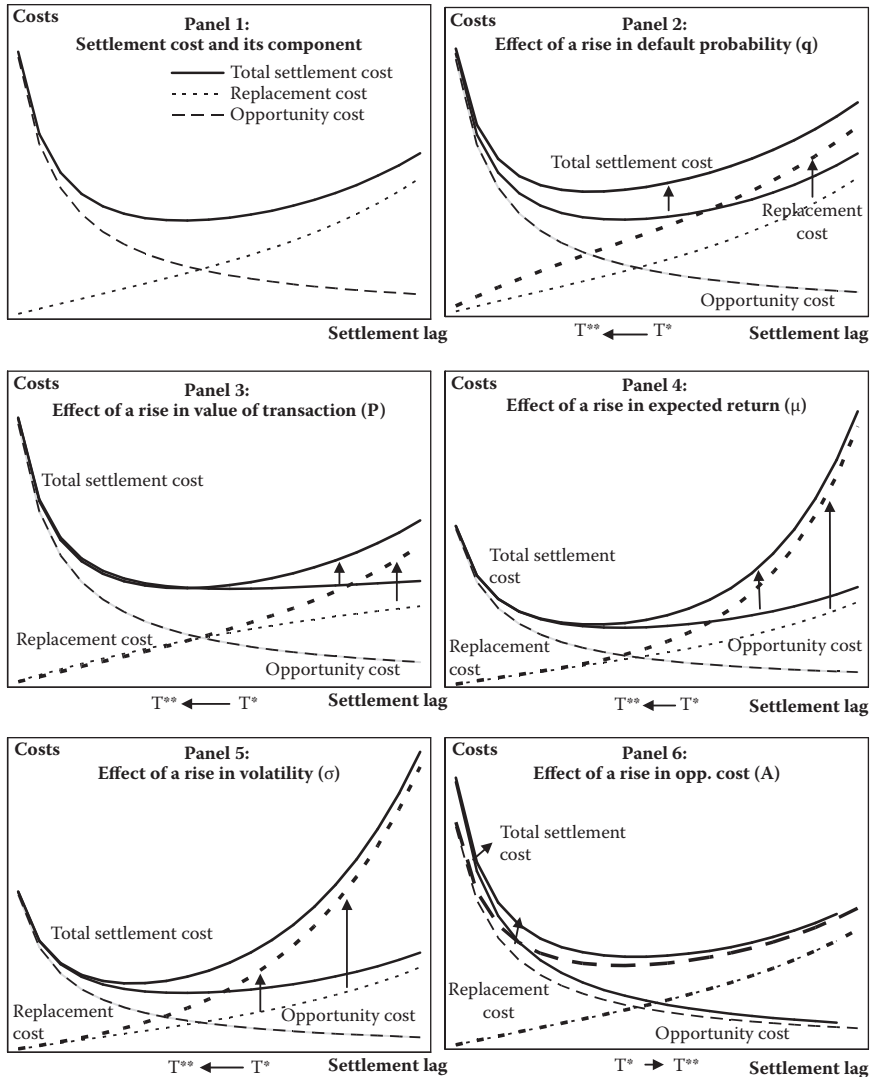 Costs
Panel 1:
Settlement cost and its component
Total settlement cost
Replacement cost
Opportunity cost
Settlement lag
Costs
Panel 2:
Effect of a rise in default probability (q)
Total settlement cost
Replacement
cost
Opportunity cost
T** T*
Settlement lag
Costs
Panel 3:
Effect of a rise in value of transaction (P)
Total settlement cost
Replacement cost
Opportunity cost
T** T*
Settlement lag
Costs
Panel 4:
Effect of a rise in expected return (μ)
Total settlement
cost
Replacement
cost
Opportunity cost
T** T*
Settlement lag
Costs
Panel 5:
Effect of a rise in volatility (σ)
Total settlement cost
Replacement
cost
Opportunity cost
T** T*
Settlement lag
Costs
Panel 6:
Effect of a rise in opp. cost (A)
Total settlement
cost
Replacement
cost
Opportunity cost
T* T**
Settlement lag